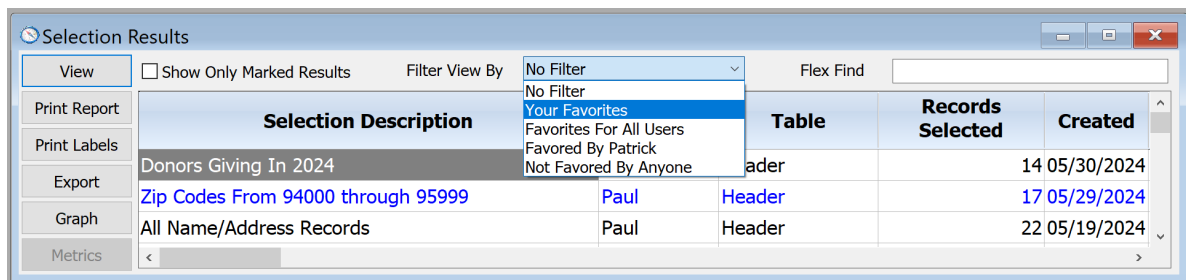 Selection Results
View
Show Only Marked Results
Filter View By
No Filter
Flex Find
No Filter
Your Favorites
Favorites For All Users
Favored By Patrick
Not Favored By Anyone
Print Report
Print Labels
Export
Graph
Metrics
Selection Description Table Records Selected Created
Donors Giving In 2024 ader 14 05/30/2024
Zip Codes From 94000 through 95999 Paul Header 17 05/29/2024
All Name/Address Records Paul Header 22 05/19/2024